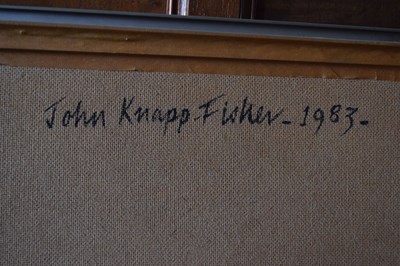 John Knapp-Fisher - 1983 -